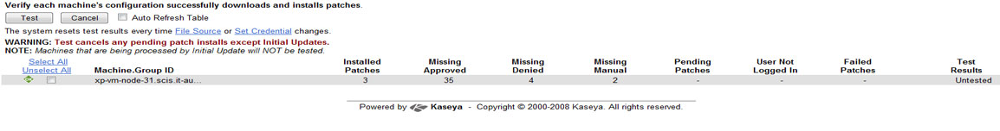 Verify each machine's configuration successfully downloads and installs patches.
Test Cancel Auto Refresh Table
The system resets test results every time File Source or Set Credential changes.
WARNING: Test cancels any pending patch installs except Initial Updates.
NOTE: Machines that are being processed by Initial Update will NOT be tested.
Select All Installed Missing Missing Missing Pending User Not Failed Test
Unselect All Machine.Group ID Patches Approved Denied Manual Patches Logged In Patches Results
xp-vm-node-31.scis.it-au... 3 35 4 2 - - - Untested
Powered by Kaseya - Copyright © 2000-2008 Kaseya. All rights reserved.